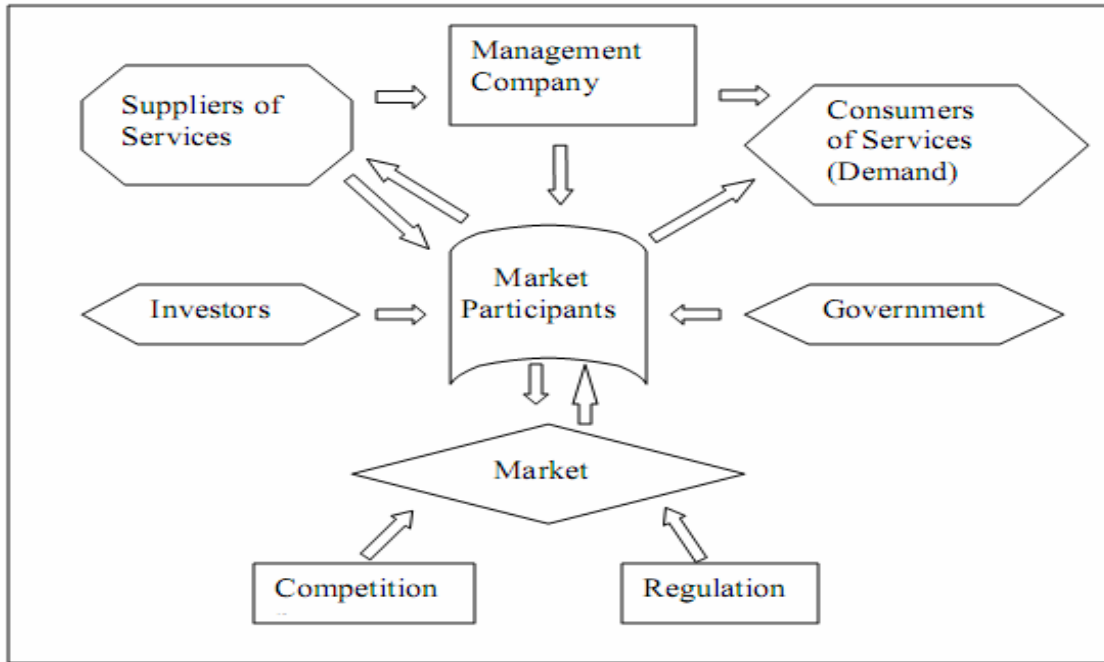 Management
Company
Suppliers of
Services
Consumers
of Services
(Demand)
Market
Participants
Investors
Government
Market
Competition
Regulation